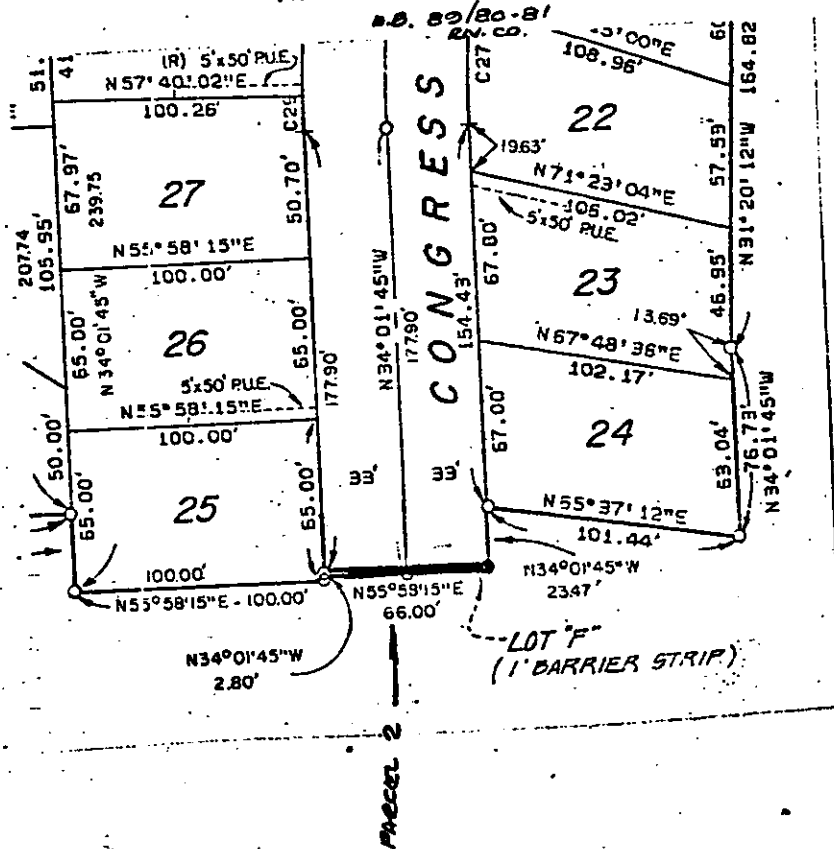 M.B. 89/80-81
RIV. CO.
51.
41
(R) 5'x50' P.U.E.
N 57° 40' 02" E
100.26'
C29
C27
108.96'
164.82
22
19.63'
57.59'
N 31° 20' 12" W
N 71° 23' 04" E
105.02'
5'x50' P.U.E.
207.74
105.95'
67.97'
239.75
27
50.70'
N 55° 58' 15" E
100.00'
CONGRESS
N 34° 01' 45" W
177.90'
154.43'
67.80'
23
46.95'
13.69'
65.00'
N 34° 01' 45" W
26
65.00'
177.90'
5'x50' P.U.E.
N 55° 58' 15" E
100.00'
N 67° 48' 36" E
102.17'
50.00'
65.00'
25
65.00'
33'
33'
67.00'
24
63.04'
76.73'
N 34° 01' 45" W
N 55° 37' 12" E
101.44'
100.00'
N 55° 58' 15" E - 100.00'
N 55° 58' 15" E
66.00'
N 34° 01' 45" W
23.47'
N 34° 01' 45" W
2.80'
LOT "F"
(1' BARRIER STRIP)
PARCEL 2